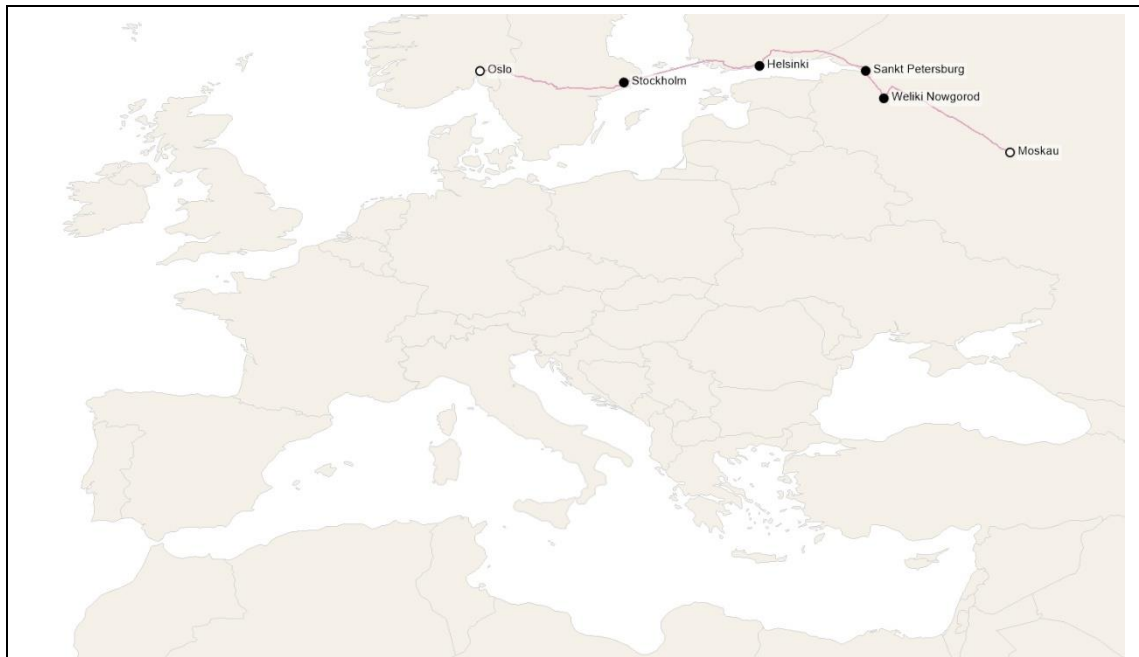 Oslo
Stockholm
Helsinki
Sankt Petersburg
Weliki Nowgorod
Moskau